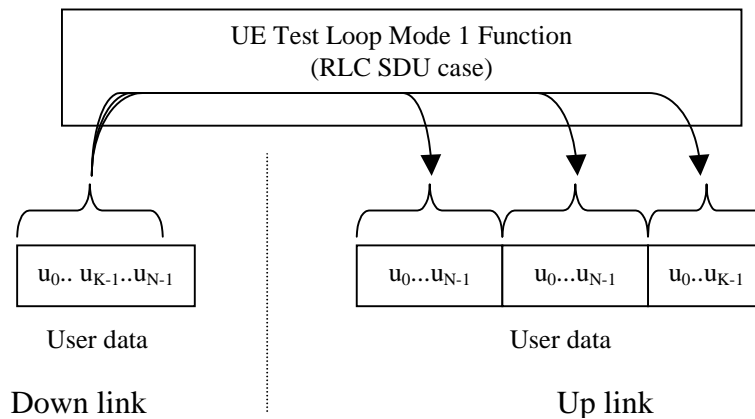 UE Test Loop Mode 1 Function
(RLC SDU case)
u0.. uK-1..uN-1
u0...uN-1
u0...uN-1
u0..uK-1
User data
User data
Down link
Up link